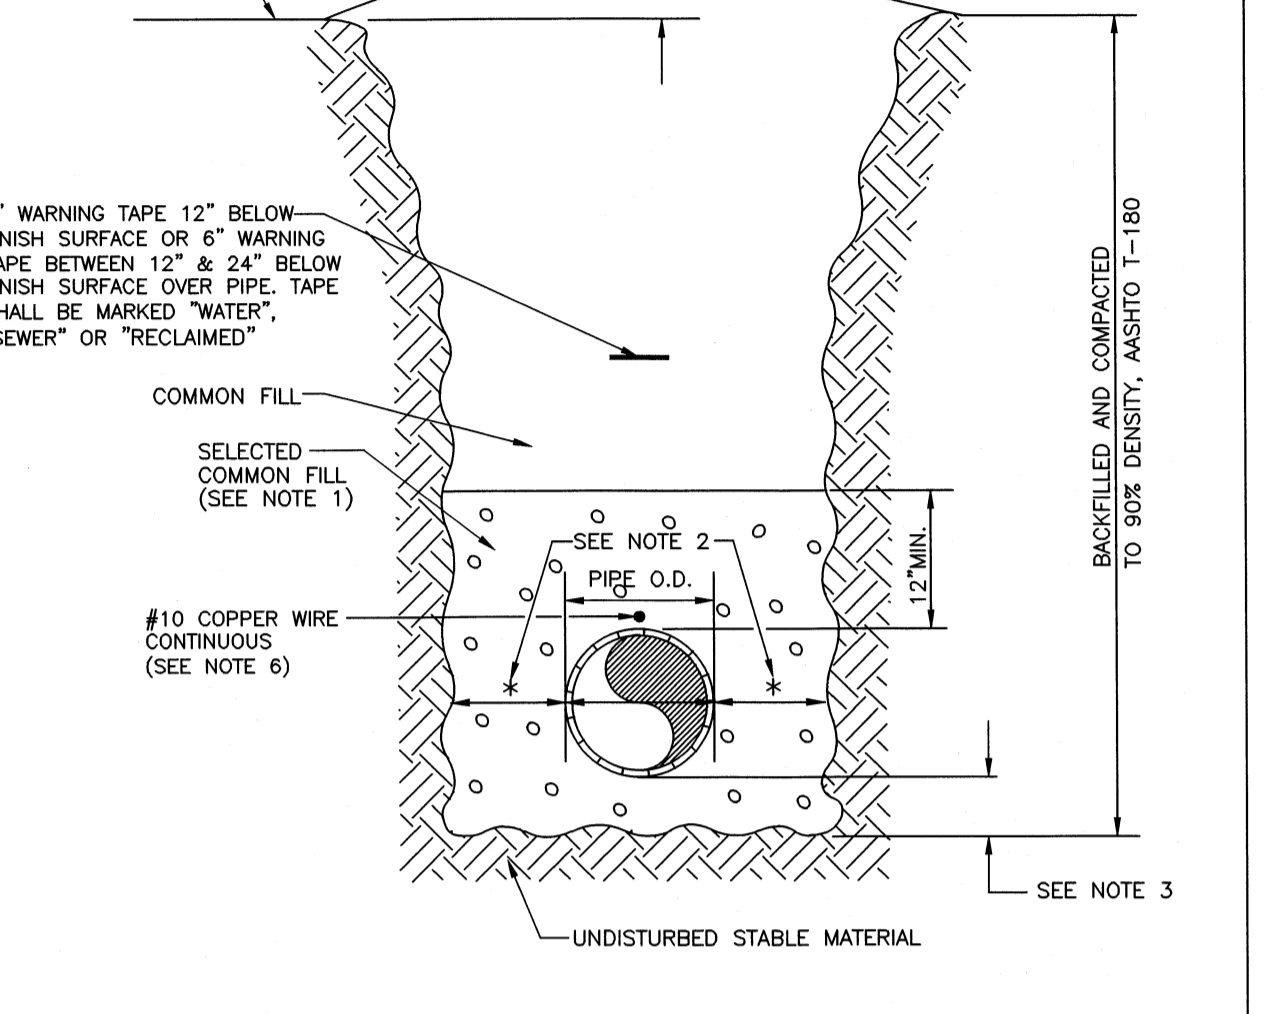 " WARNING TAPE 12" BELOW
NISH SURFACE OR 6" WARNING
APE BETWEEN 12" & 24" BELOW
NISH SURFACE OVER PIPE. TAPE
HALL BE MARKED "WATER",
SEWER" OR "RECLAIMED"
COMMON FILL
SELECTED
COMMON FILL
(SEE NOTE 1)
SEE NOTE 2
PIPE O.D.
12"MIN.
#10 COPPER WIRE
CONTINUOUS
(SEE NOTE 6)
*
*
BACKFILLED AND COMPACTED
TO 90% DENSITY, AASHTO T-180
SEE NOTE 3
UNDISTURBED STABLE MATERIAL